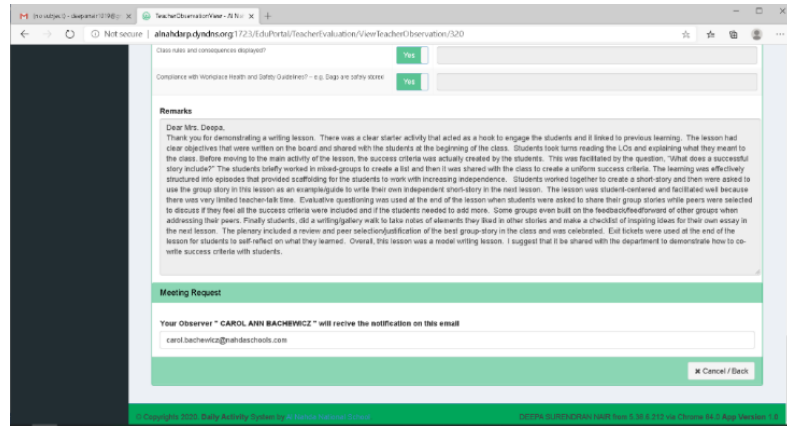 TeacherObservationView - Al N
Not secure | alnahdarp.dyndns.org:1723/EduPortal/TeacherEvaluation/ViewTeacherObservation/320
Class rules and consequences displayed?
Yes
Compliance with Workplace Health and Safety Guidelines? – e.g. Bags are safely stored
Yes
Remarks
Dear Mrs. Deepa,
Thank you for demonstrating a writing lesson. There was a clear starter activity that acted as a hook to engage the students and it linked to previous learning. The lesson had
clear objectives that were written on the board and shared with the students at the beginning of the class. Students took turns reading the LOs and explaining what they meant to
the class. Before moving to the main activity of the lesson, the success criteria was actually created by the students. This was facilitated by the question, "What does a successful
story include?" The students briefly worked in mixed-groups to create a list and then it was shared with the class to create a uniform success criteria. The learning was effectively
structured into episodes that provided scaffolding for the students to work with increasing independence. Students worked together to create a short-story and then were asked to
use the group story in this lesson as an example/guide to write their own independent short-story in the next lesson. The lesson was student-centered and facilitated well because
there was very limited teacher-talk time. Evaluative questioning was used at the end of the lesson when students were asked to share their group stories while peers were selected
to discuss if they feel all the success criteria were included and if the students needed to add more. Some groups even built on the feedback/feedforward of other groups when
addressing their peers. Finally students, did a writing/gallery walk to take notes of elements they liked in other stories and make a checklist of inspiring ideas for their own essay in
the next lesson. The plenary included a review and peer selection/justification of the best group-story in the class and was celebrated. Exit tickets were used at the end of the
lesson for students to self-reflect on what they learned. Overall, this lesson was a model writing lesson. I suggest that it be shared with the department to demonstrate how to co-
write success criteria with students.
Meeting Request
Your Observer " CAROL ANN BACHEWICZ " will recive the notification on this email
carol.bachewicz@nahdaschools.com
Cancel / Back
© Copyrights 2020. Daily Activity System by
DEEPA SURENDRAN NAIR from 5.36.6.212 via Chrome 84.0 App Version 1.0